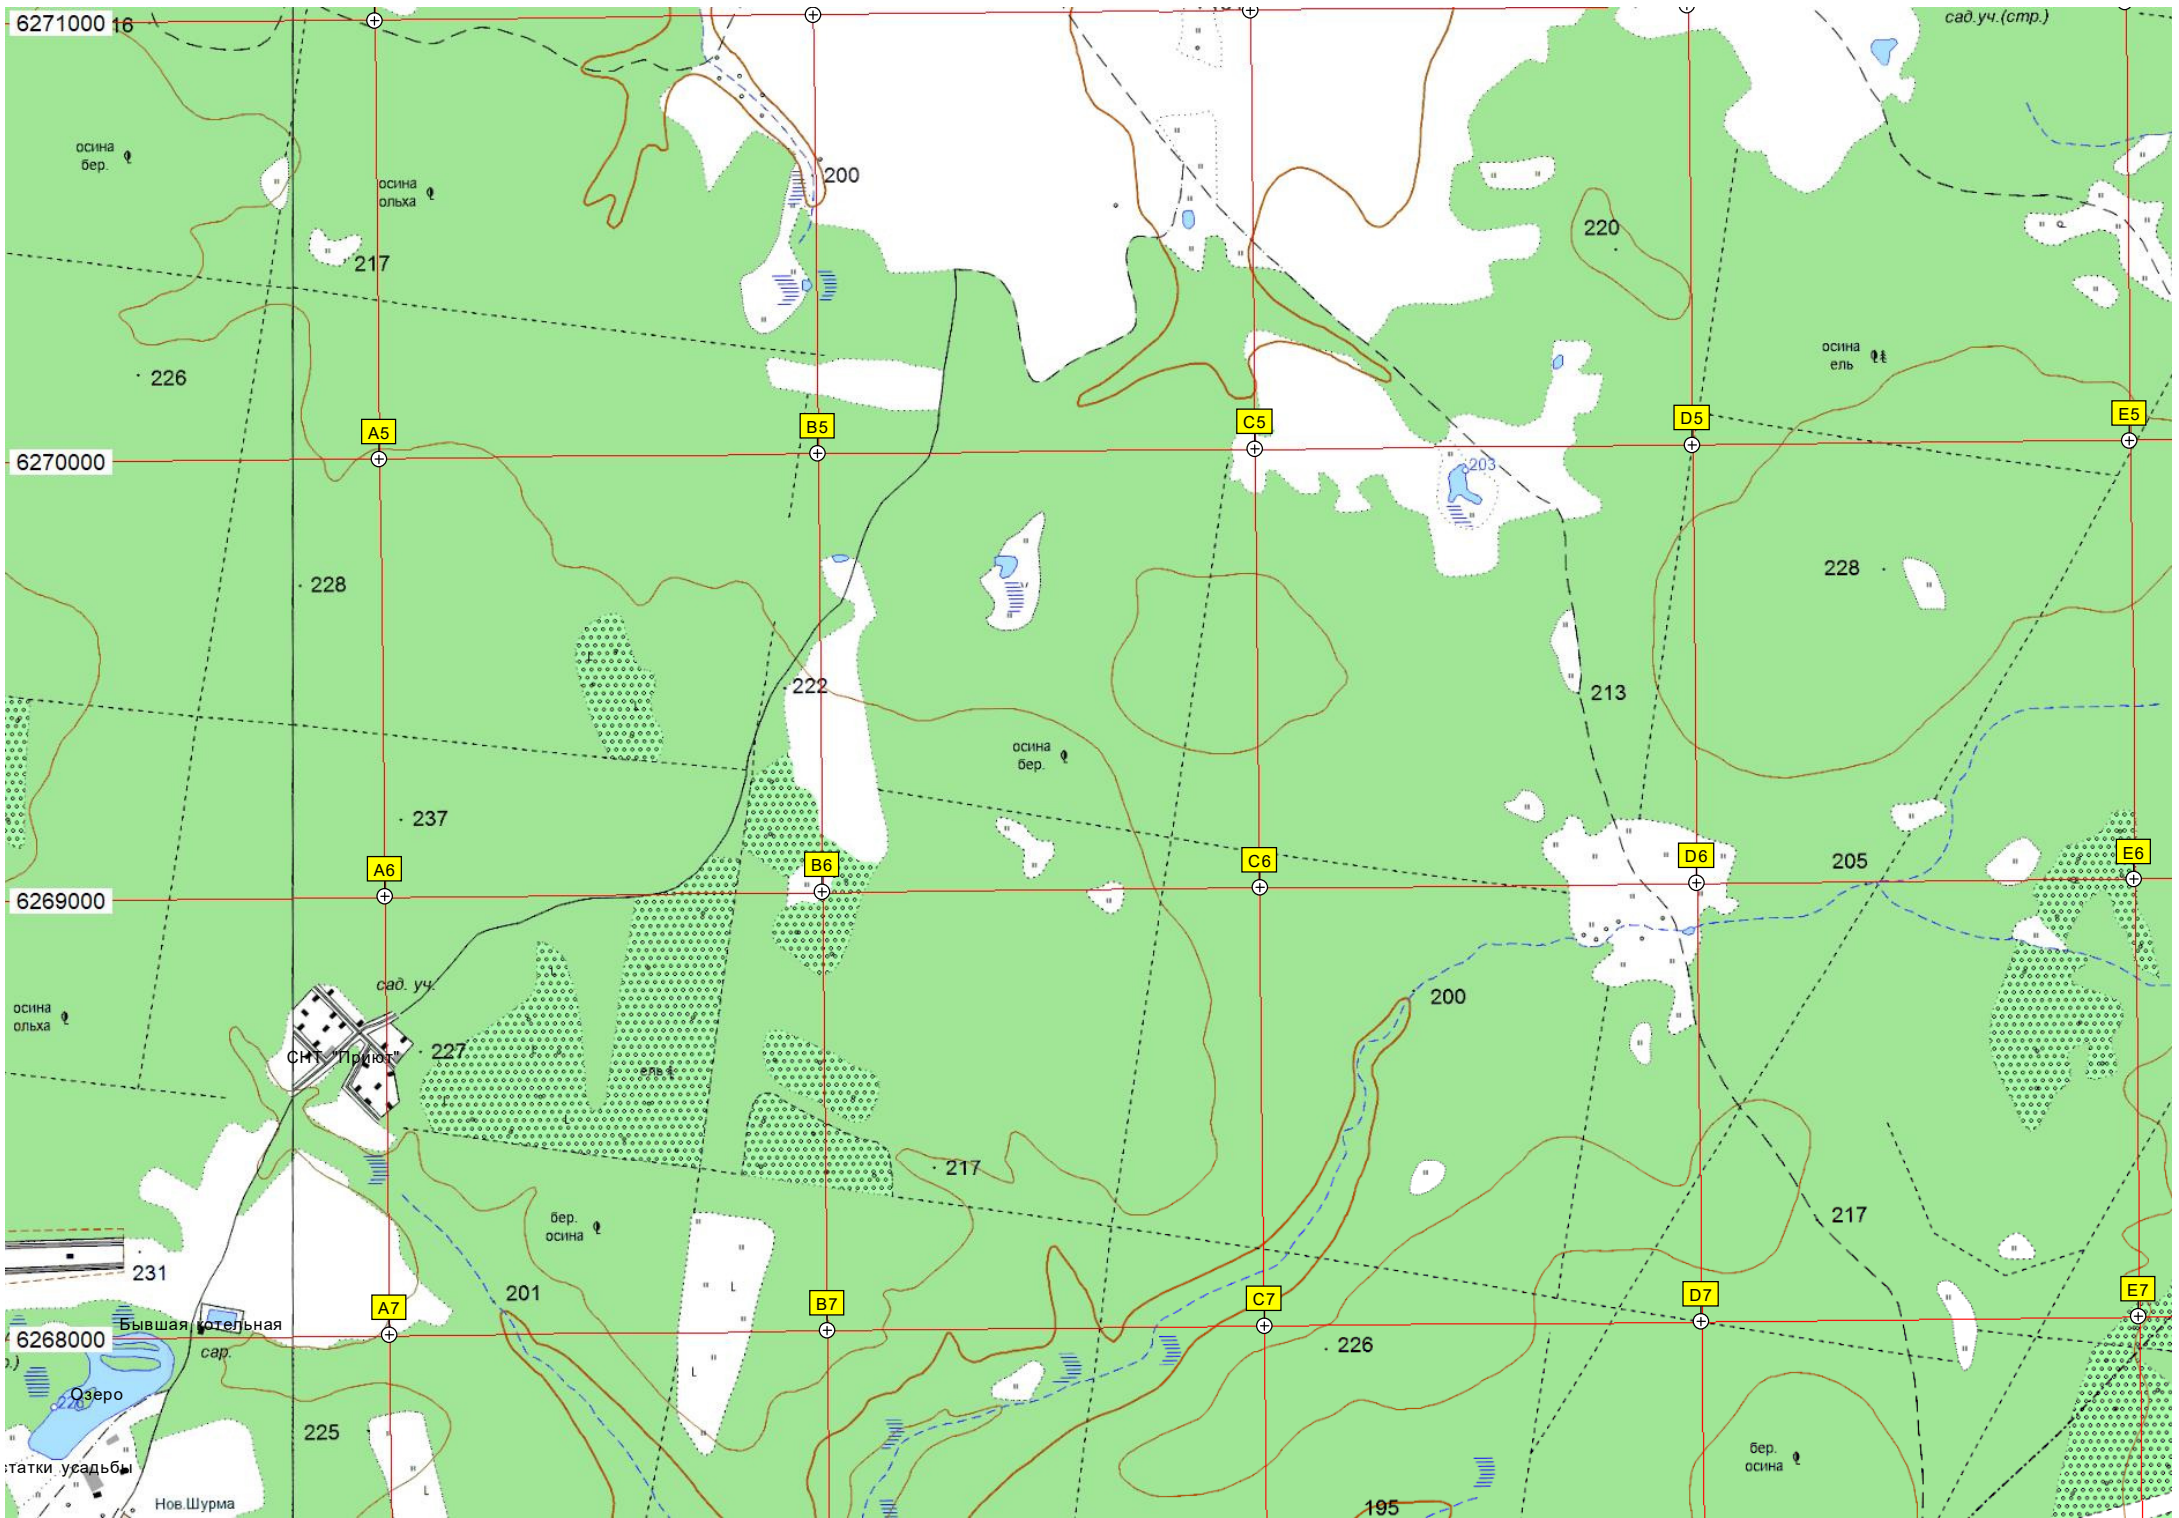 6271000
16
сад.уч.(стр.)
осина
бер.
осина
ольха
200
217
220
226
осина
ель
A5
B5
C5
D5
E5
6270000
203
228
228
222
213
осина
бер.
237
A6
B6
C6
D6
E6
205
6269000
сад. уч.
200
осина
ольха
СНТ "Приют"
227
ель
217
217
бер.
осина
231
201
A7
B7
C7
D7
E7
Бывшая котельная
6268000
сар.
226
Озеро
225
бер.
осина
статки усадьбы
Нов.Шурма
195